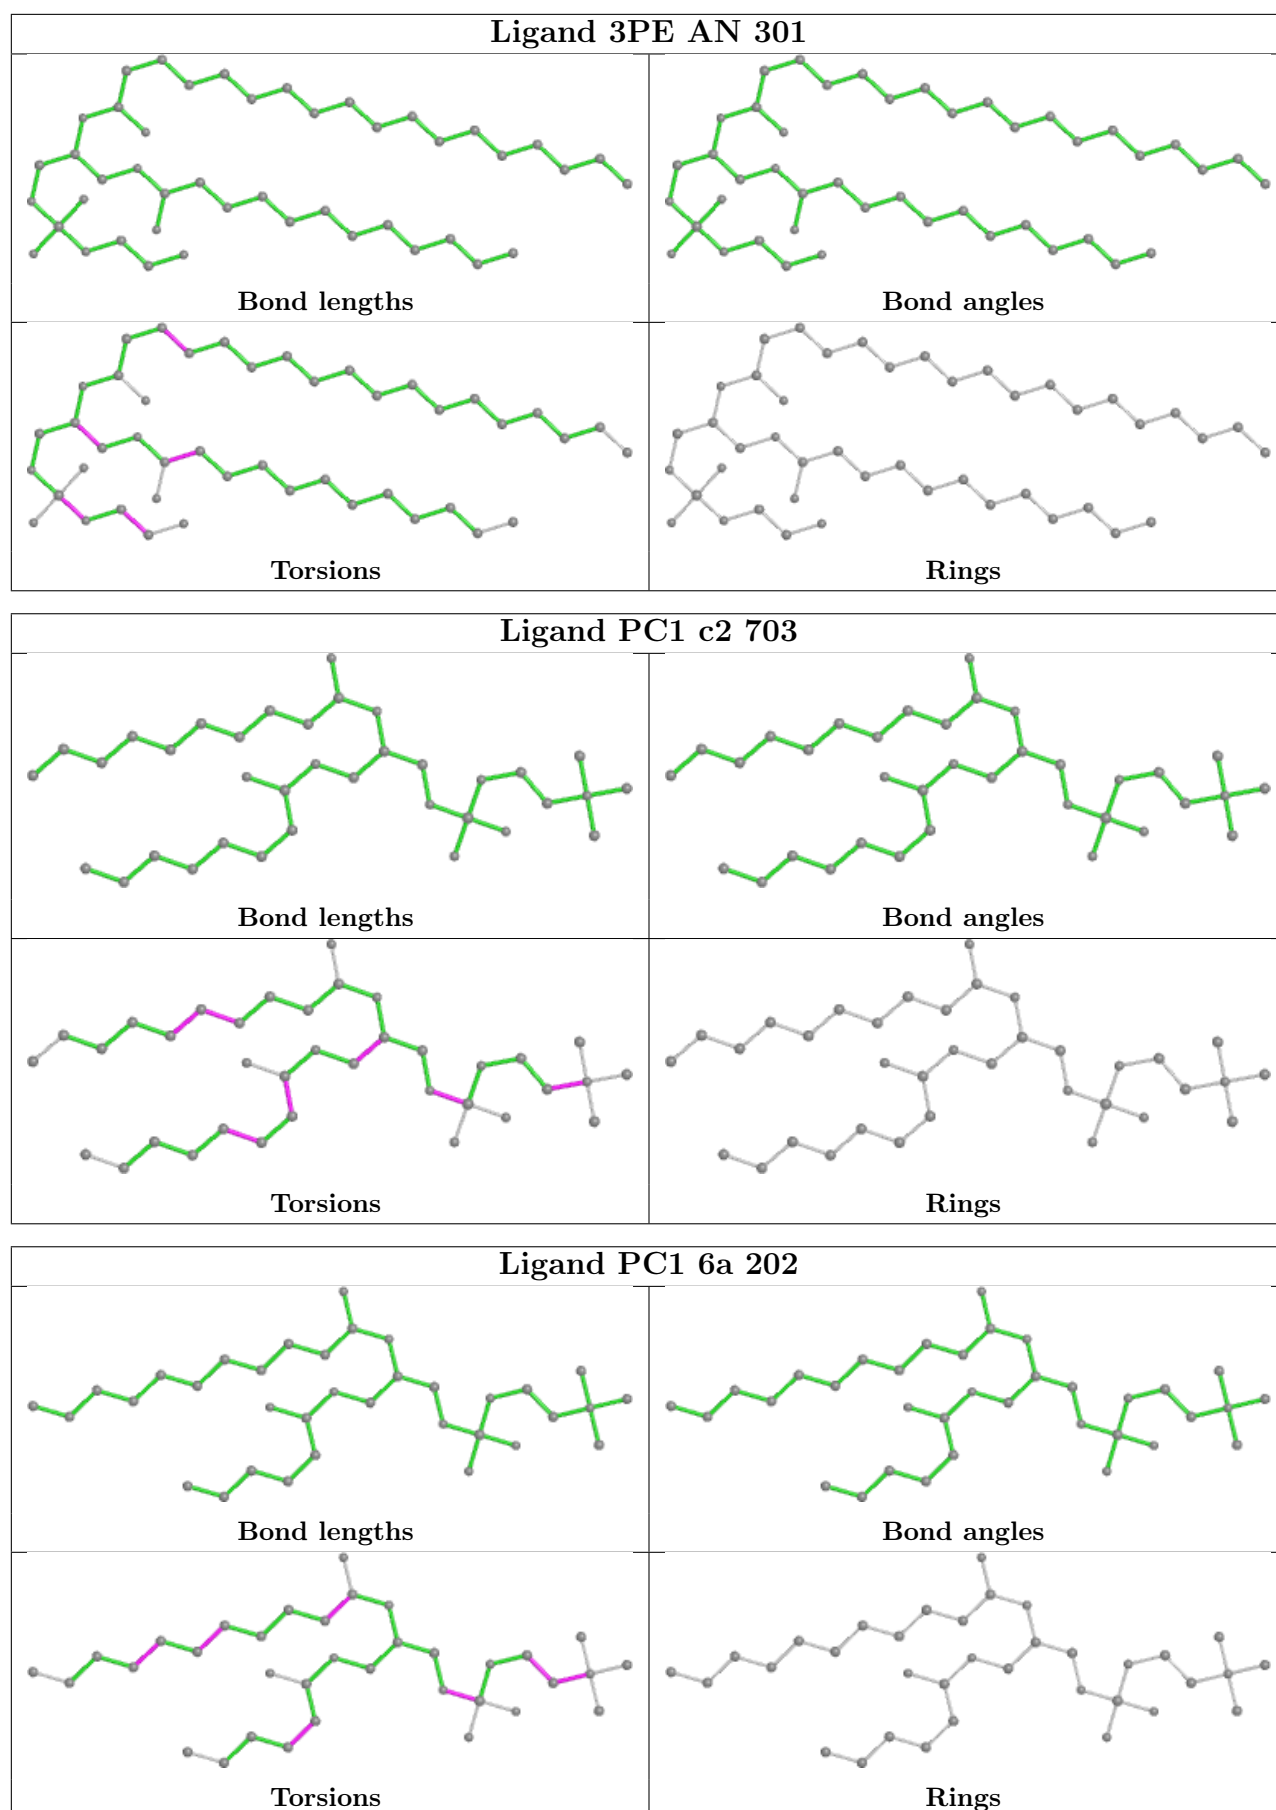 Ligand 3PE AN 301
Bond lengths
Bond angles
Torsions
Rings
Ligand PC1 c2 703
Bond lengths
Bond angles
Torsions
Rings
Ligand PC1 6a 202
Bond lengths
Bond angles
Torsions
Rings